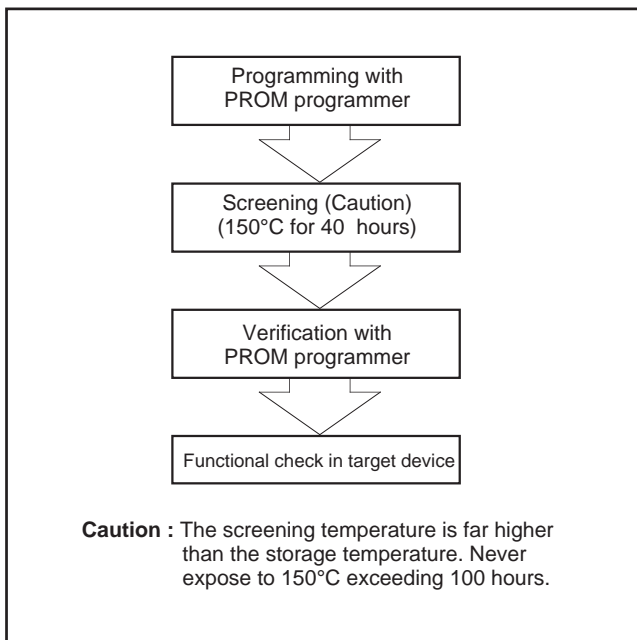 Programming with
PROM programmer
Screening (Caution)
(150°C for 40 hours)
Verification with
PROM programmer
Functional check in target device
Caution : The screening temperature is far higher
than the storage temperature. Never
expose to 150°C exceeding 100 hours.